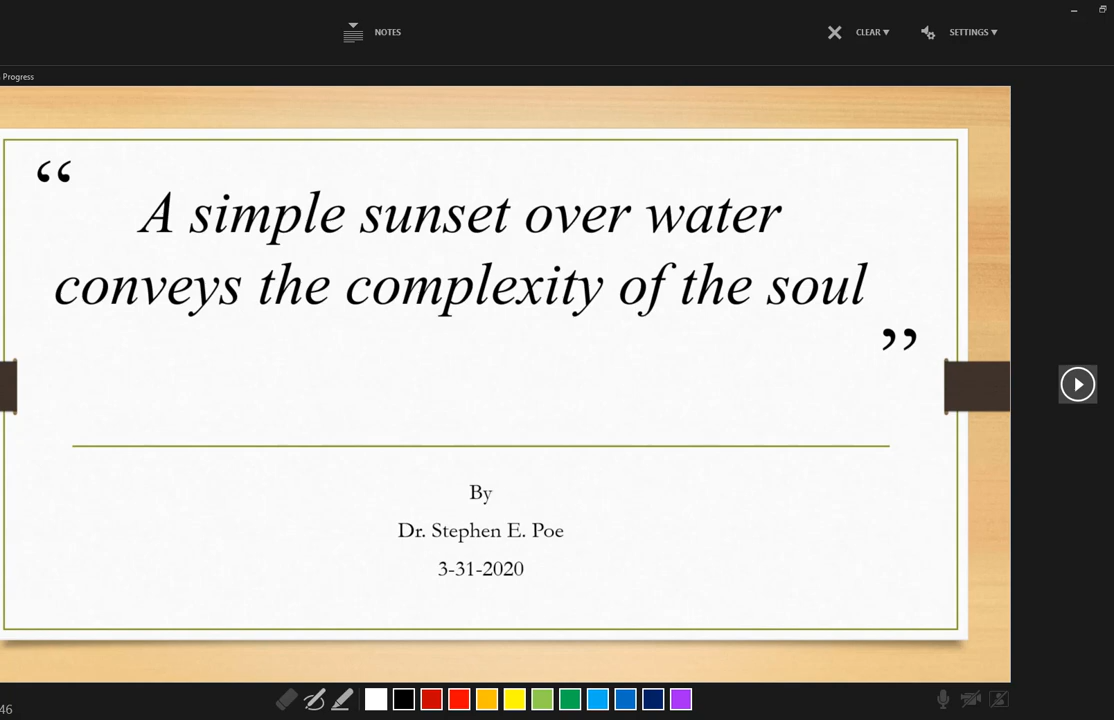 NOTES
CLEAR
SETTINGS
Progress
“
A simple sunset over water
conveys the complexity of the soul
”
By
Dr. Stephen E. Poe
3-31-2020
46